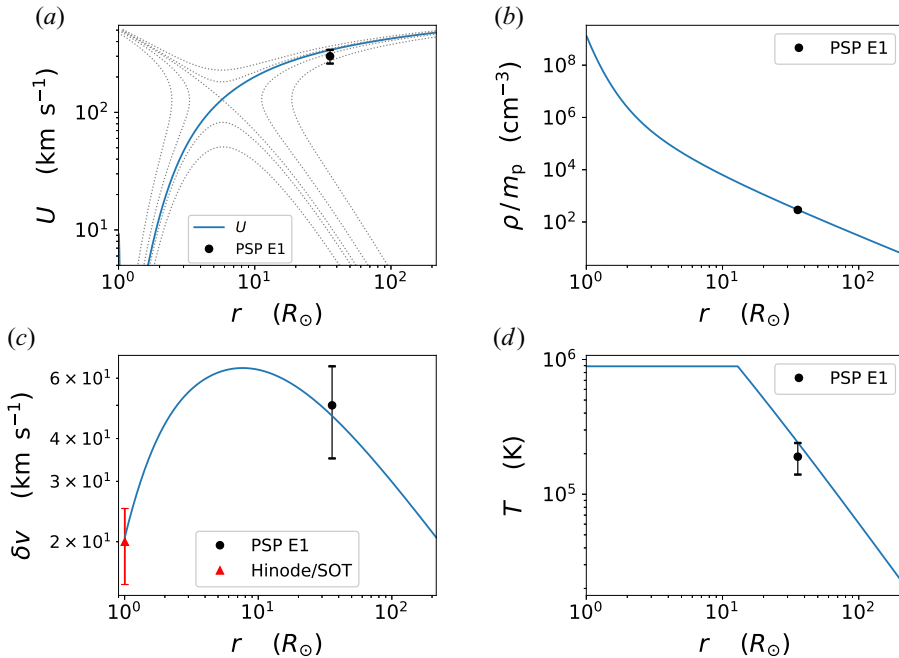 (a)
10²
10¹
U (km s⁻¹)
U
PSP E1
10⁰ 10¹ 10²
r (R⊙)
(b)
10⁸
10⁶
10⁴
10²
ρ/mₚ (cm⁻³)
PSP E1
10⁰ 10¹ 10²
r (R⊙)
(c)
6 × 10¹
4 × 10¹
3 × 10¹
2 × 10¹
δv (km s⁻¹)
PSP E1
Hinode/SOT
10⁰ 10¹ 10²
r (R⊙)
(d)
10⁶
10⁵
T (K)
PSP E1
10⁰ 10¹ 10²
r (R⊙)